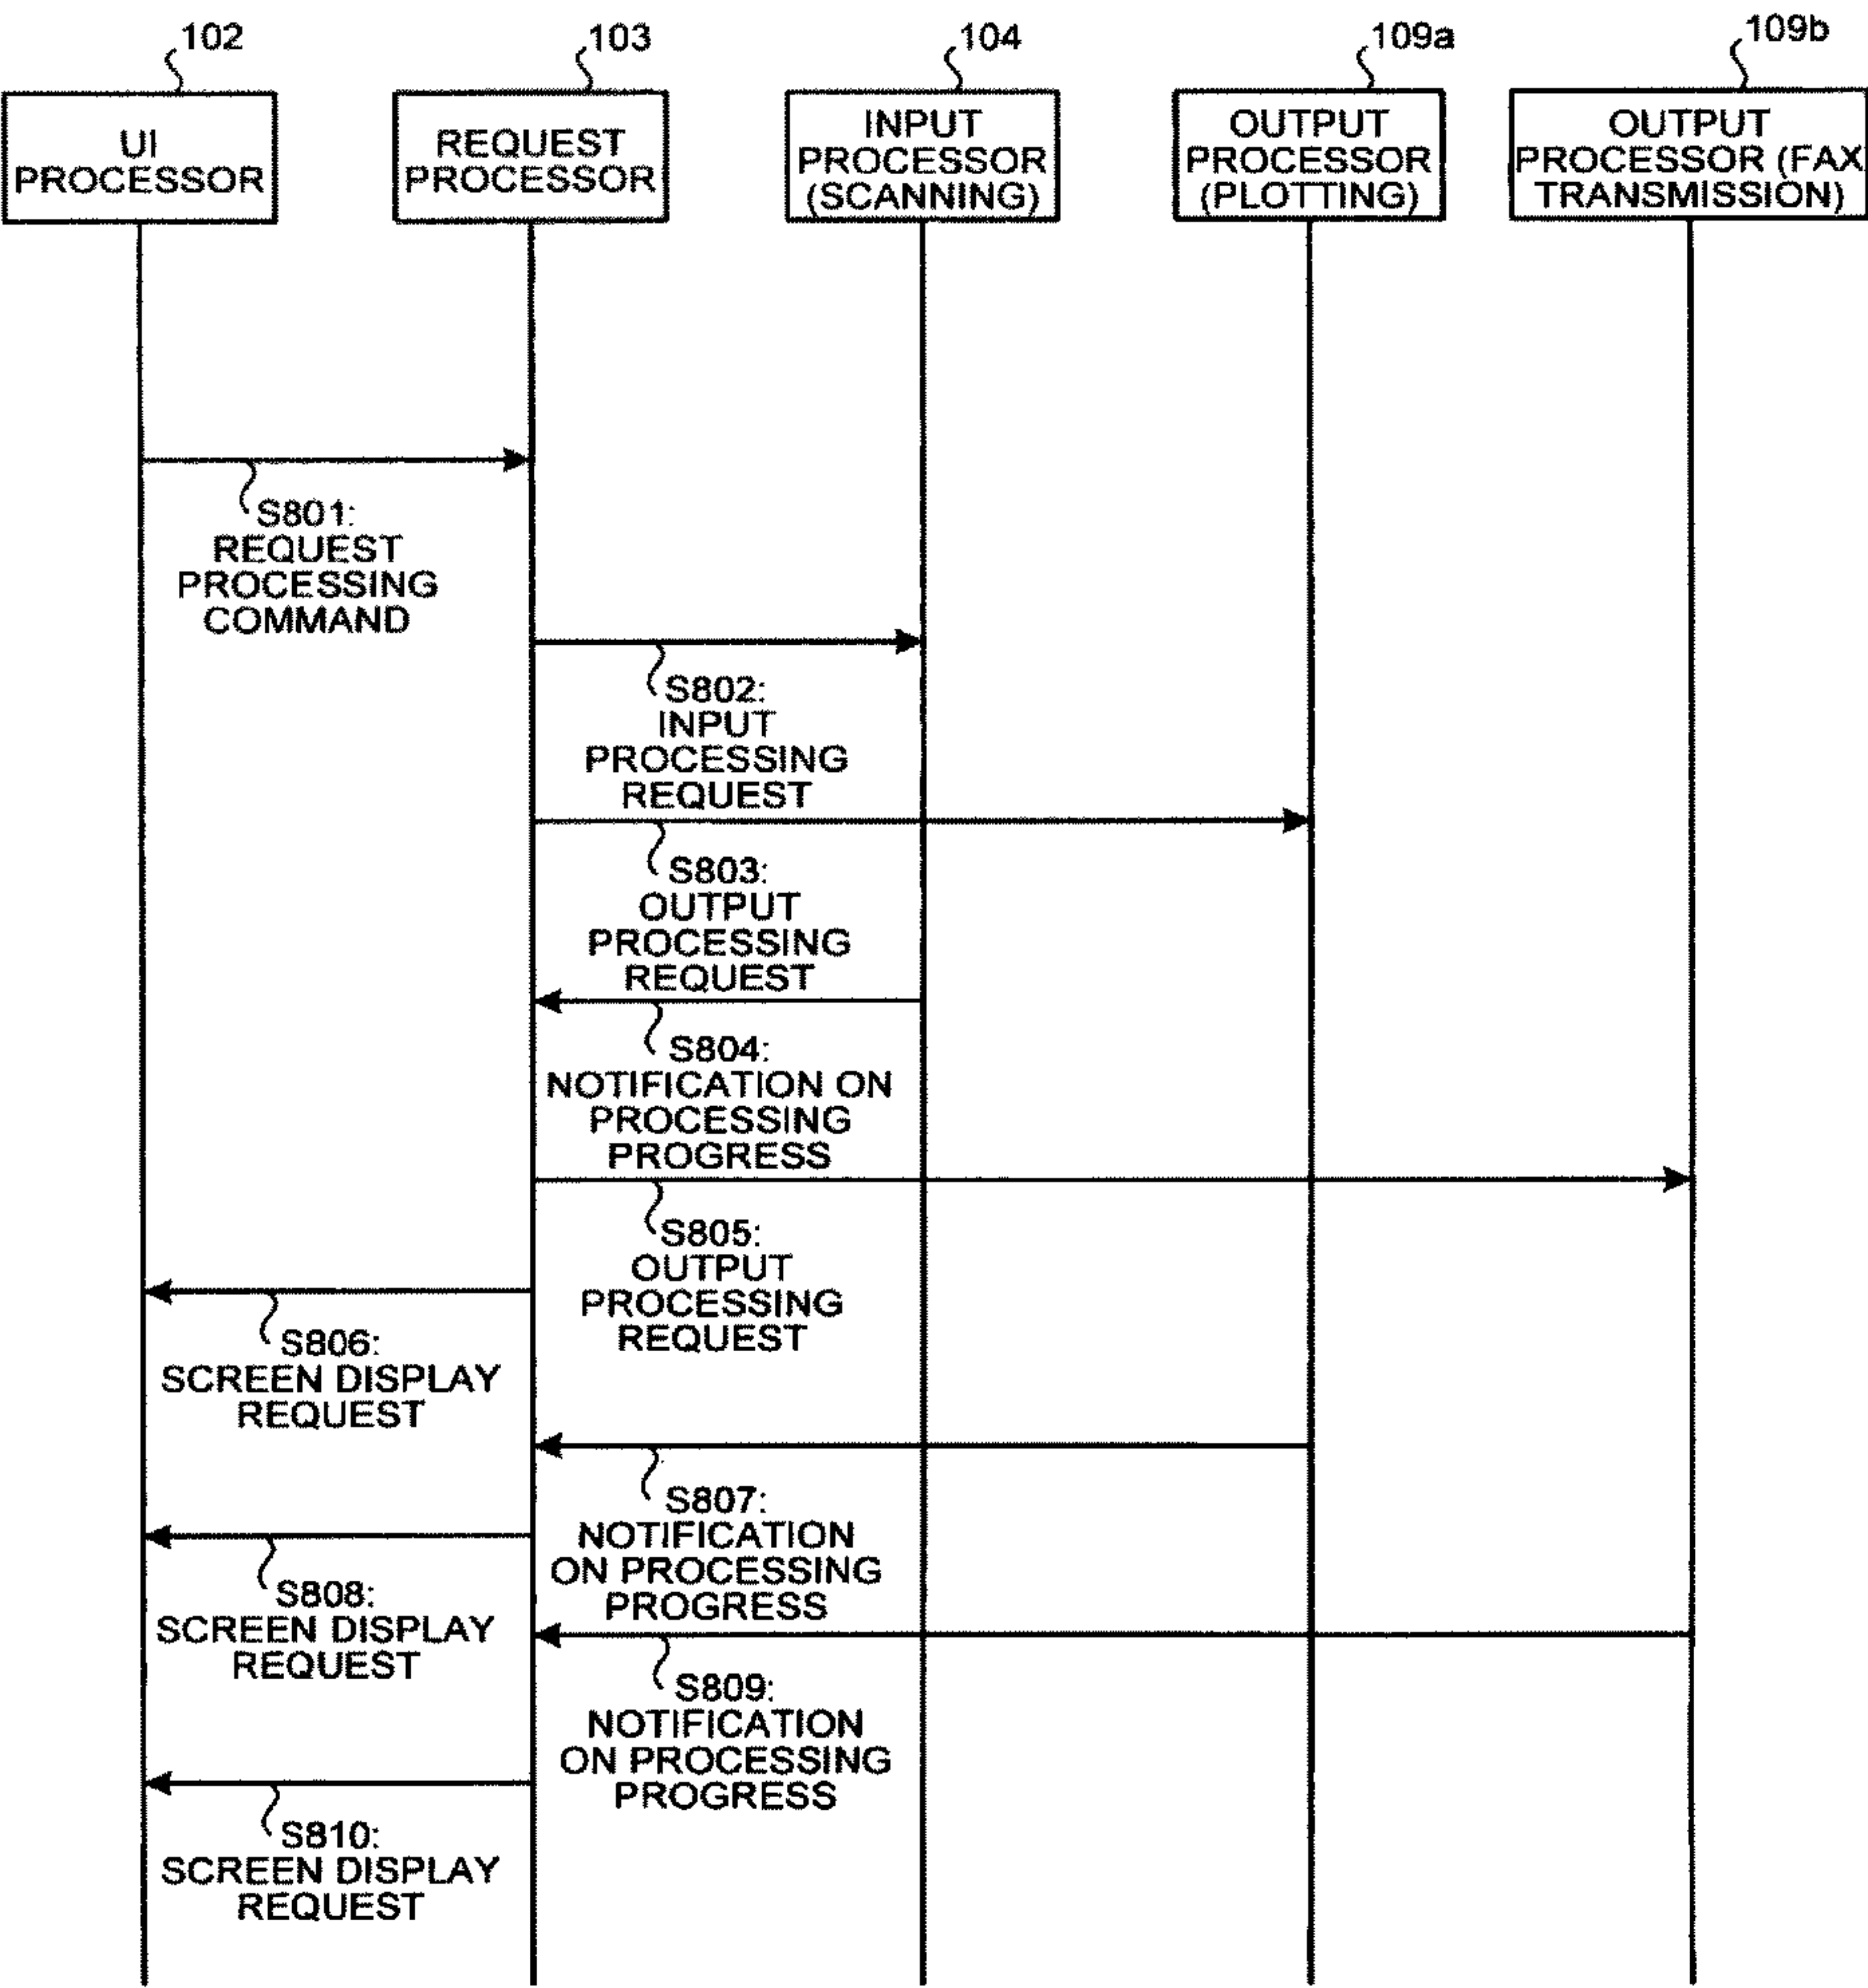 102
103
104
109a
109b
UI
PROCESSOR
REQUEST
PROCESSOR
INPUT
PROCESSOR
(SCANNING)
OUTPUT
PROCESSOR
(PLOTTING)
OUTPUT
PROCESSOR (FAX
TRANSMISSION)
S801:
REQUEST
PROCESSING
COMMAND
S802:
INPUT
PROCESSING
REQUEST
S803:
OUTPUT
PROCESSING
REQUEST
S804:
NOTIFICATION ON
PROCESSING
PROGRESS
S805:
OUTPUT
PROCESSING
REQUEST
S806:
SCREEN DISPLAY
REQUEST
S807:
NOTIFICATION
ON PROCESSING
PROGRESS
S808:
SCREEN DISPLAY
REQUEST
S809:
NOTIFICATION
ON PROCESSING
PROGRESS
S810:
SCREEN DISPLAY
REQUEST